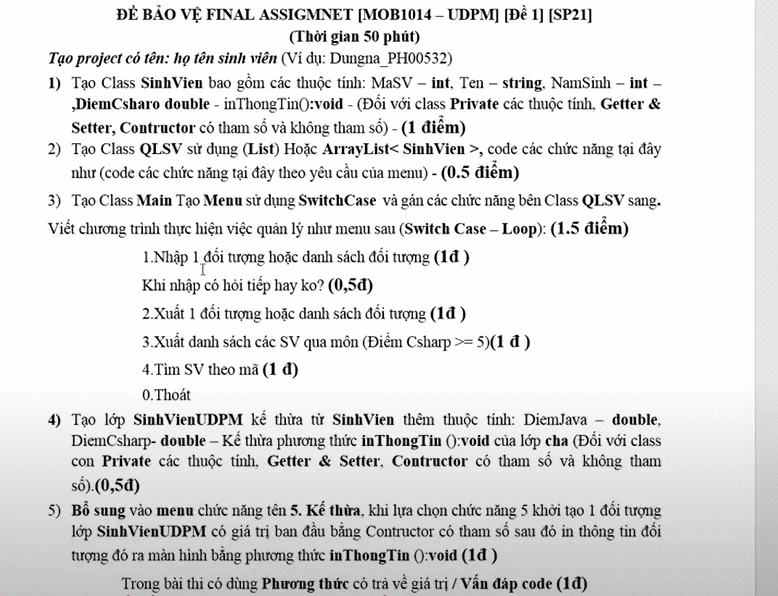 ĐỀ BẢO VỆ FINAL ASSIGMNET [MOB1014 – UDPM] [Đề 1] [SP21]
(Thời gian 50 phút)
Tạo project có tên: họ tên sinh viên (Ví dụ: Dungna_PH00532)
1) Tạo Class SinhVien bao gồm các thuộc tính: MaSV – int, Ten – string, NamSinh – int –
,DiemCsharo double - inThongTin():void - (Đối với class Private các thuộc tính, Getter &
Setter, Contructor có tham số và không tham số) - (1 điểm)
2) Tạo Class QLSV sử dụng (List) Hoặc ArrayList< SinhVien >, code các chức năng tại đây
như (code các chức năng tại đây theo yêu cầu của menu) - (0.5 điểm)
3) Tạo Class Main Tạo Menu sử dụng SwitchCase và gán các chức năng bên Class QLSV sang.
Viết chương trình thực hiện việc quản lý như menu sau (Switch Case – Loop): (1.5 điểm)
1.Nhập 1 đối tượng hoặc danh sách đối tượng (1đ )
Khi nhập có hỏi tiếp hay ko? (0,5đ)
2.Xuất 1 đối tượng hoặc danh sách đối tượng (1đ )
3.Xuất danh sách các SV qua môn (Điểm Csharp >= 5)(1 đ )
4.Tìm SV theo mã (1 đ)
0.Thoát
4) Tạo lớp SinhVienUDPM kế thừa từ SinhVien thêm thuộc tính: DiemJava – double,
DiemCsharp- double – Kế thừa phương thức inThongTin ():void của lớp cha (Đối với class
con Private các thuộc tính, Getter & Setter, Contructor có tham số và không tham
số).(0,5đ)
5) Bổ sung vào menu chức năng tên 5. Kế thừa, khi lựa chọn chức năng 5 khởi tạo 1 đối tượng
lớp SinhVienUDPM có giá trị ban đầu bằng Contructor có tham số sau đó in thông tin đối
tượng đó ra màn hình bằng phương thức inThongTin ():void (1đ )
Trong bài thi có dùng Phương thức có trả về giá trị / Vấn đáp code (1đ)